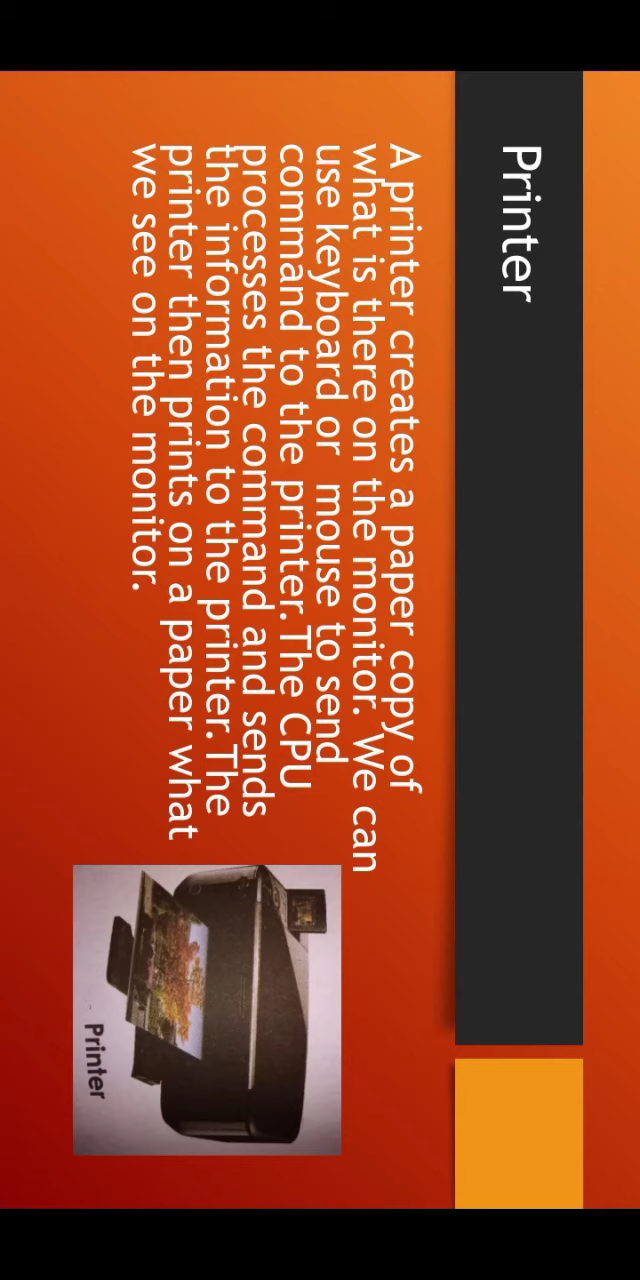 Printer
A printer creates a paper copy of
what is there on the monitor. We can
use keyboard or mouse to send
command to the printer. The CPU
processes the command and sends
the information to the printer. The
printer then prints on a paper what
we see on the monitor.
Printer